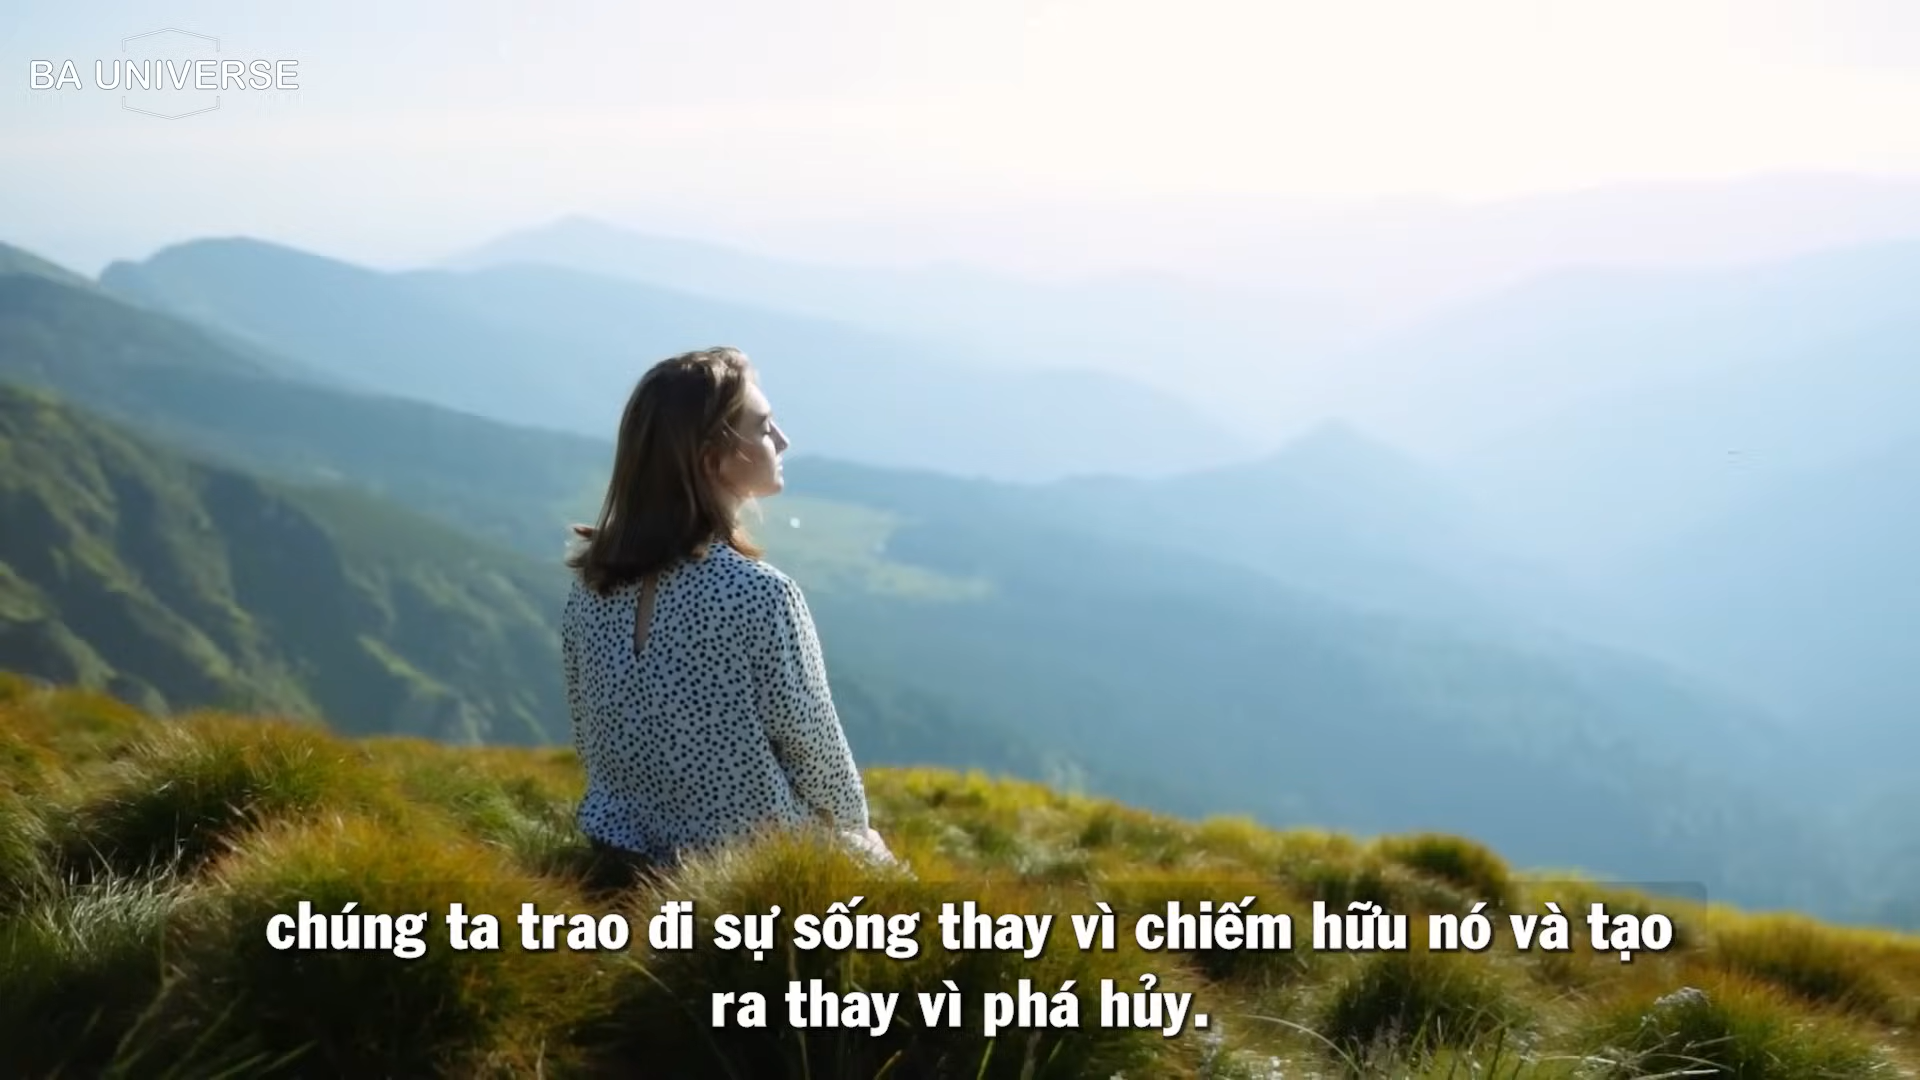 BA UNIVERSE
chúng ta trao đi sự sống thay vì chiếm hữu nó và tạo
ra thay vì phá hủy.